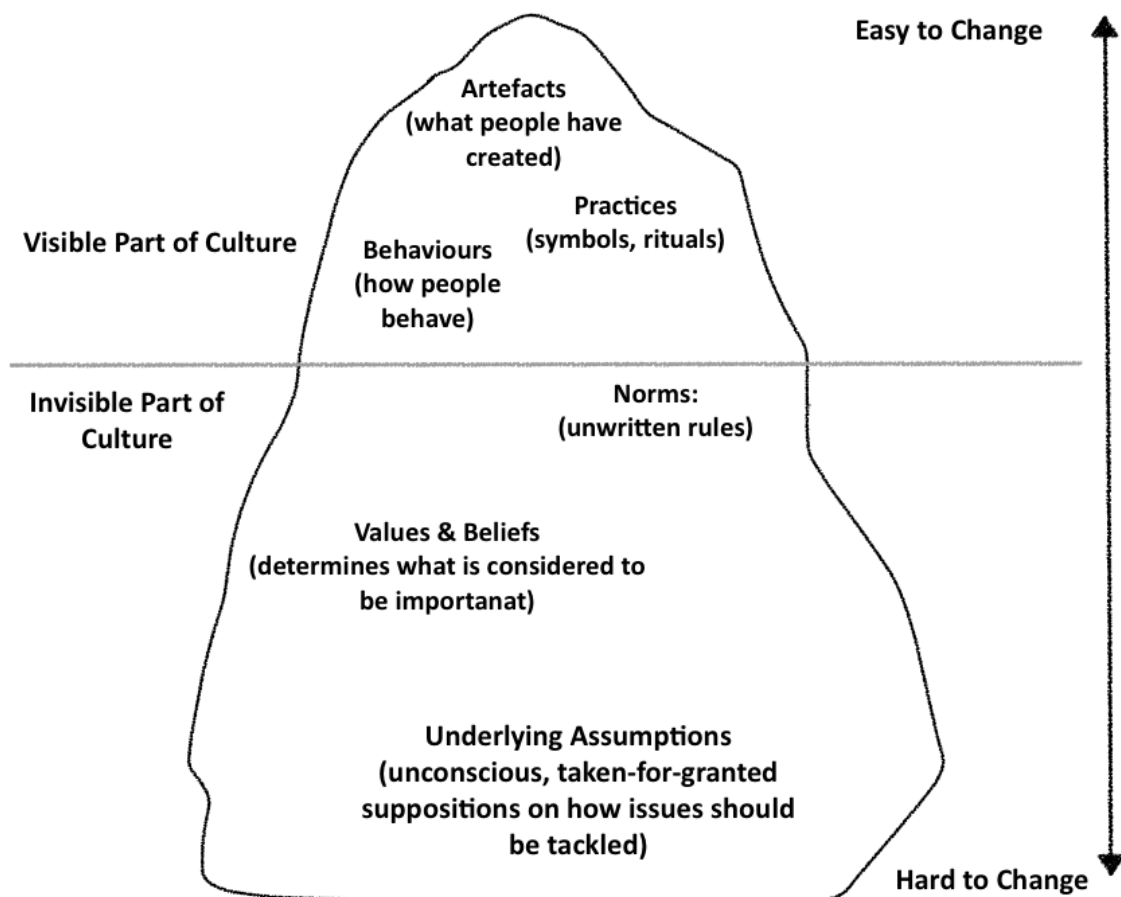 Easy to Change
Artefacts
(what people have
created)
Practices
(symbols, rituals)
Visible Part of Culture
Behaviours
(how people
behave)
Invisible Part of
Culture
Norms:
(unwritten rules)
Values & Beliefs
(determines what is considered to
be importanat)
Underlying Assumptions
(unconscious, taken-for-granted
suppositions on how issues should
be tackled)
Hard to Change